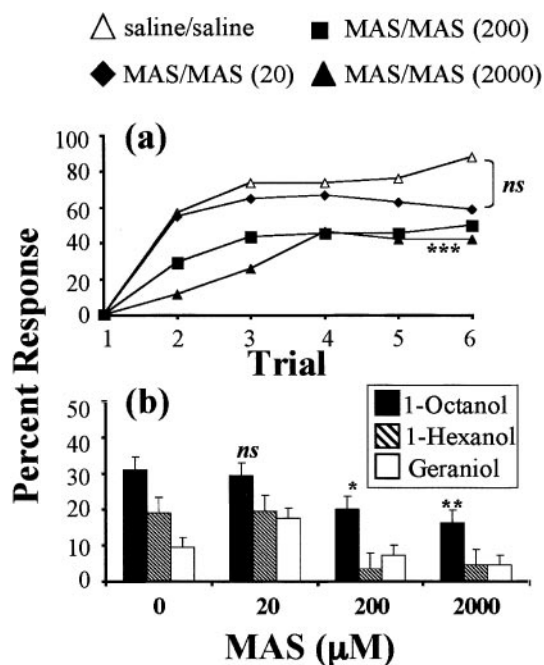 saline/saline MAS/MAS (200)
MAS/MAS (20) MAS/MAS (2000)
100
80
60
40
20
0
(a)
ns
***
1 2 3 4 5 6
Trial
Percent Response
50
40
30
20
10
0
(b)
1-Octanol
1-Hexanol
Geraniol
ns
*
**
0 20 200 2000
MAS (μM)